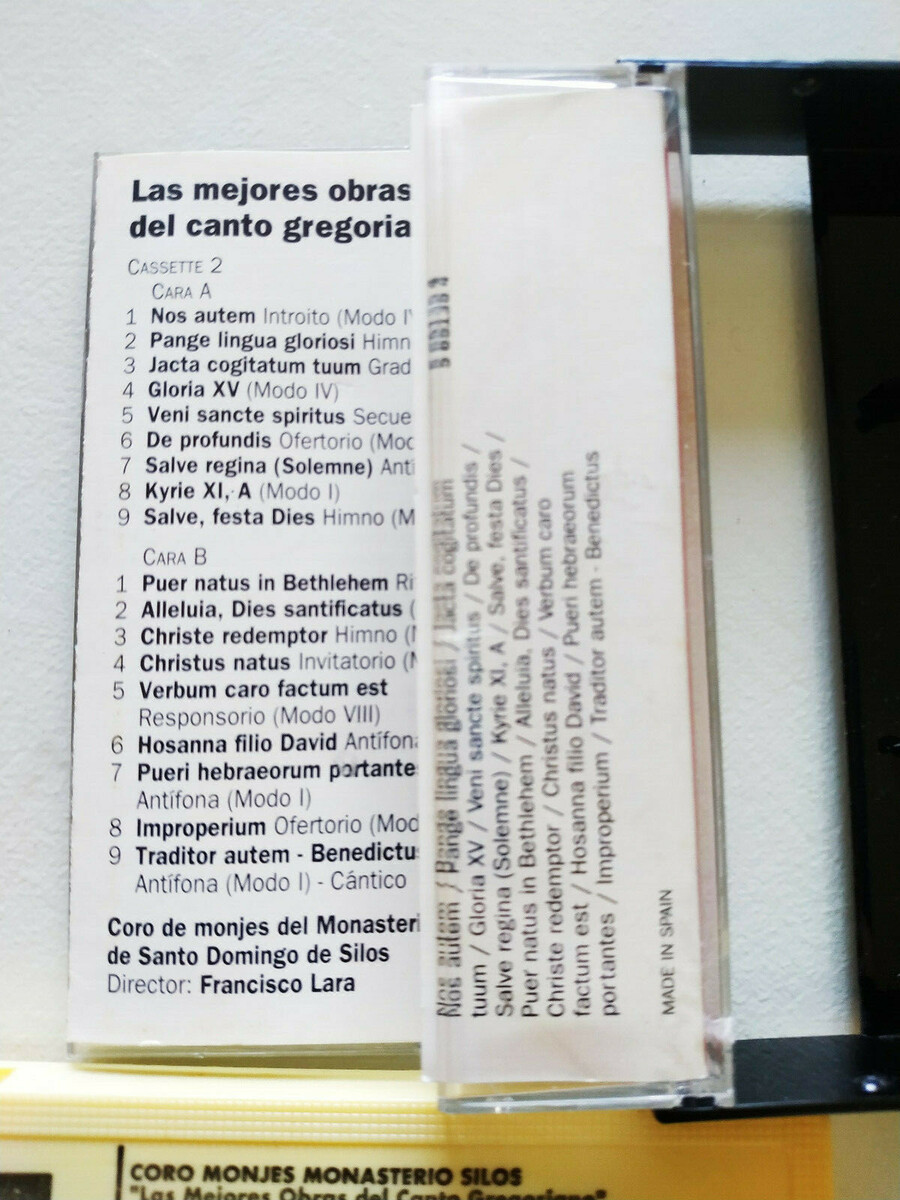 Las mejores obras
del canto gregoria
CASSETTE 2
CARA A
1 Nos autem Introito (Modo I
2 Pange lingua gloriosi Himn
3 Jacta cogitatum tuum Grad
4 Gloria XV (Modo IV)
5 Veni sancte spiritus Secue
6 De profundis Ofertorio (Mod
7 Salve regina (Solemne) Antí
8 Kyrie XI, A (Modo I)
9 Salve, festa Dies Himno (M
CARA B
1 Puer natus in Bethlehem Ri
2 Alleluia, Dies santificatus (
3 Christe redemptor Himno (M
4 Christus natus Invitatorio (M
5 Verbum caro factum est
Responsorio (Modo VIII)
6 Hosanna filio David Antífona
7 Pueri hebraeorum portantes
Antífona (Modo I)
8 Improperium Ofertorio (Mod
9 Traditor autem - Benedictus
Antífona (Modo I) - Cántico
Coro de monjes del Monasteri
de Santo Domingo de Silos
Director: Francisco Lara
Nos autem / Pange lingua gloriosi / Jacta cogitatum
tuum / Gloria XV / Veni sancte spiritus / De profundis /
Salve regina (Solemne) / Kyrie XI, A / Salve, festa Dies /
Puer natus in Bethlehem / Alleluia, Dies santificatus /
Christe redemptor / Christus natus / Verbum caro
factum est / Hosanna filio David / Pueri hebraeorum
portantes / Improperium / Traditor autem - Benedictus
MADE IN SPAIN
CORO MONJES MONASTERIO SILOS
"Las Mejores Obras del Canto Gregoriano"